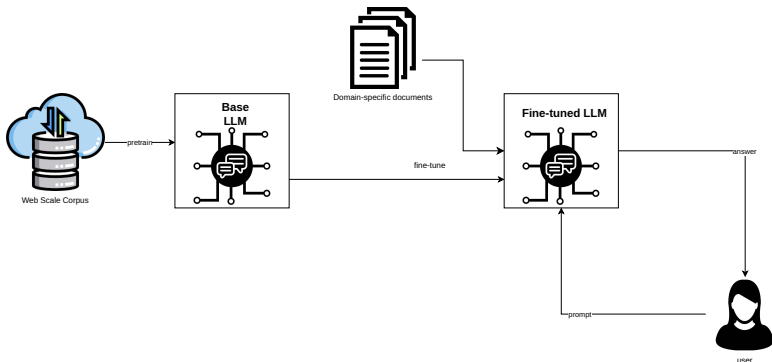 Domain-specific documents
Base
LLM
Fine-tuned LLM
pretrain
answer
fine-tune
Web Scale Corpus
prompt
user